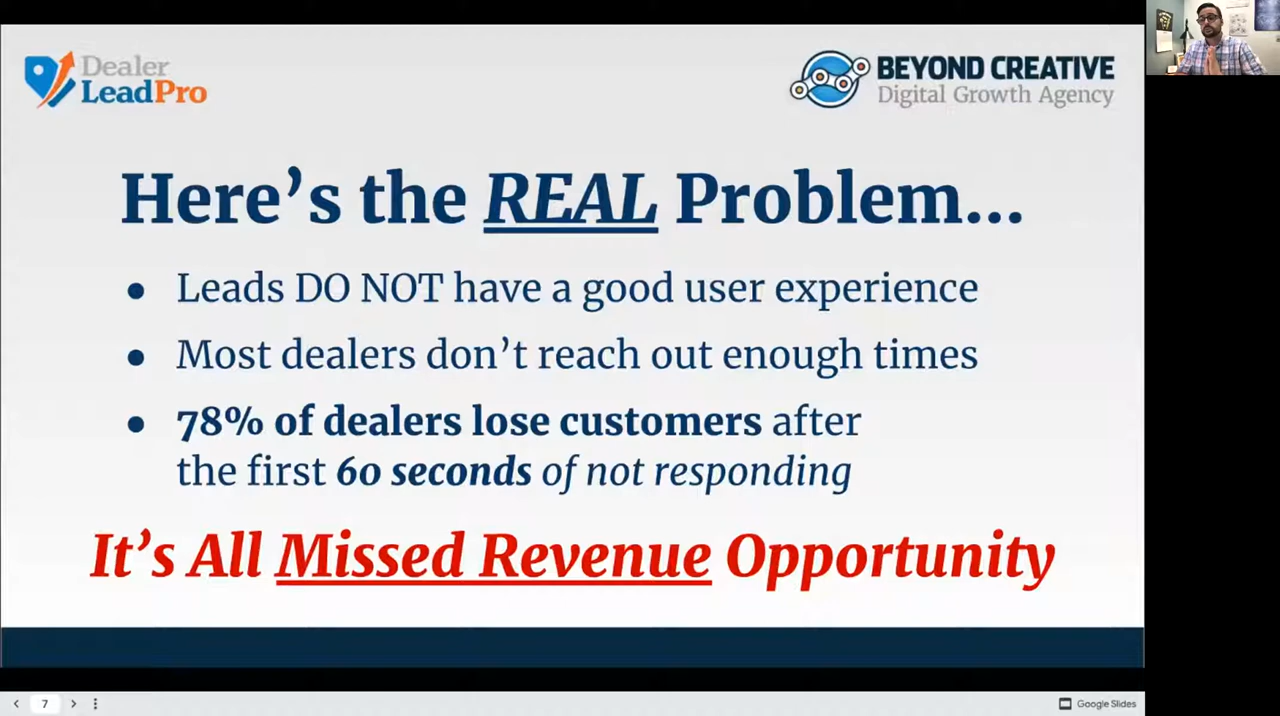 Dealer
LeadPro
BEYOND CREATIVE
Digital Growth Agency
Here’s the REAL Problem...
● Leads DO NOT have a good user experience
● Most dealers don’t reach out enough times
● 78% of dealers lose customers after
the first 60 seconds of not responding
It’s All Missed Revenue Opportunity
7
Google Slides